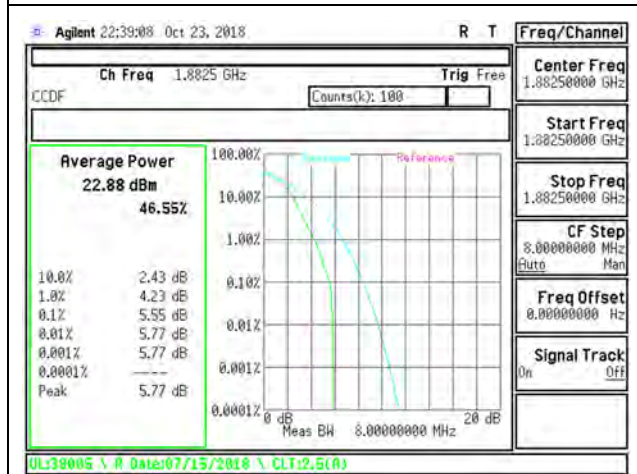 Agilent 22:39:08 Oct 23, 2018 R T
Freq/Channel
Ch Freq 1.8825 GHz Trig Free
CCDF Counts(k): 100
Average Power
22.88 dBm
46.55%
10.0% 2.43 dB
1.0% 4.23 dB
0.1% 5.55 dB
0.01% 5.77 dB
0.001% 5.77 dB
0.0001% ----
Peak 5.77 dB
Reference
100.00%
10.00%
1.00%
0.10%
0.01%
0.001%
0.0001%
0 dB 20 dB
Meas BW 8.00000000 MHz
Center Freq
1.88250000 GHz
Start Freq
1.88250000 GHz
Stop Freq
1.88250000 GHz
CF Step
8.00000000 MHz
Auto Man
Freq Offset
0.00000000 Hz
Signal Track
On Off
UL:39005 \ R Date:07/15/2018 \ CLT:2.5(A)